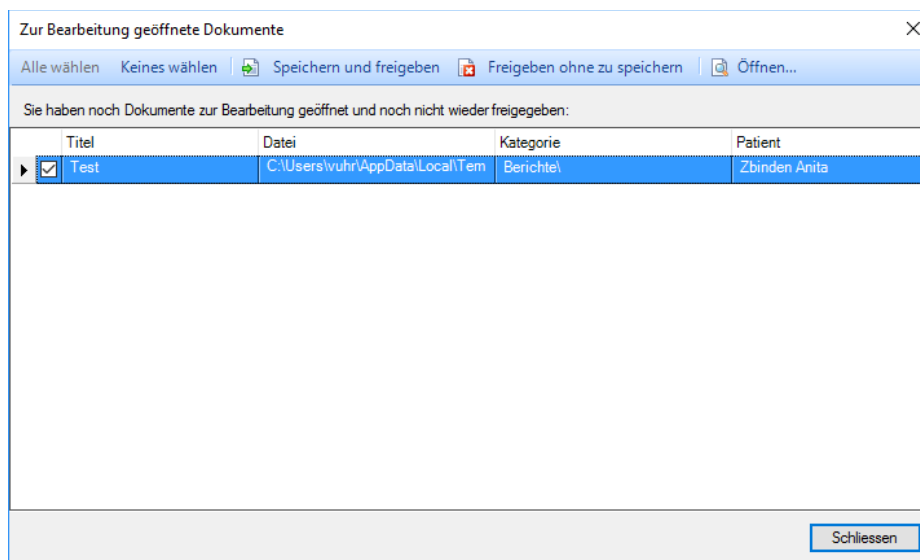 Zur Bearbeitung geöffnete Dokumente
Alle wählen Keines wählen Speichern und freigeben Freigeben ohne zu speichern Öffnen...
Sie haben noch Dokumente zur Bearbeitung geöffnet und noch nicht wieder freigegeben:
Titel Datei Kategorie Patient
Test C:\Users\vuhr\AppData\Local\Tem Berichte\ Zbinden Anita
Schliessen